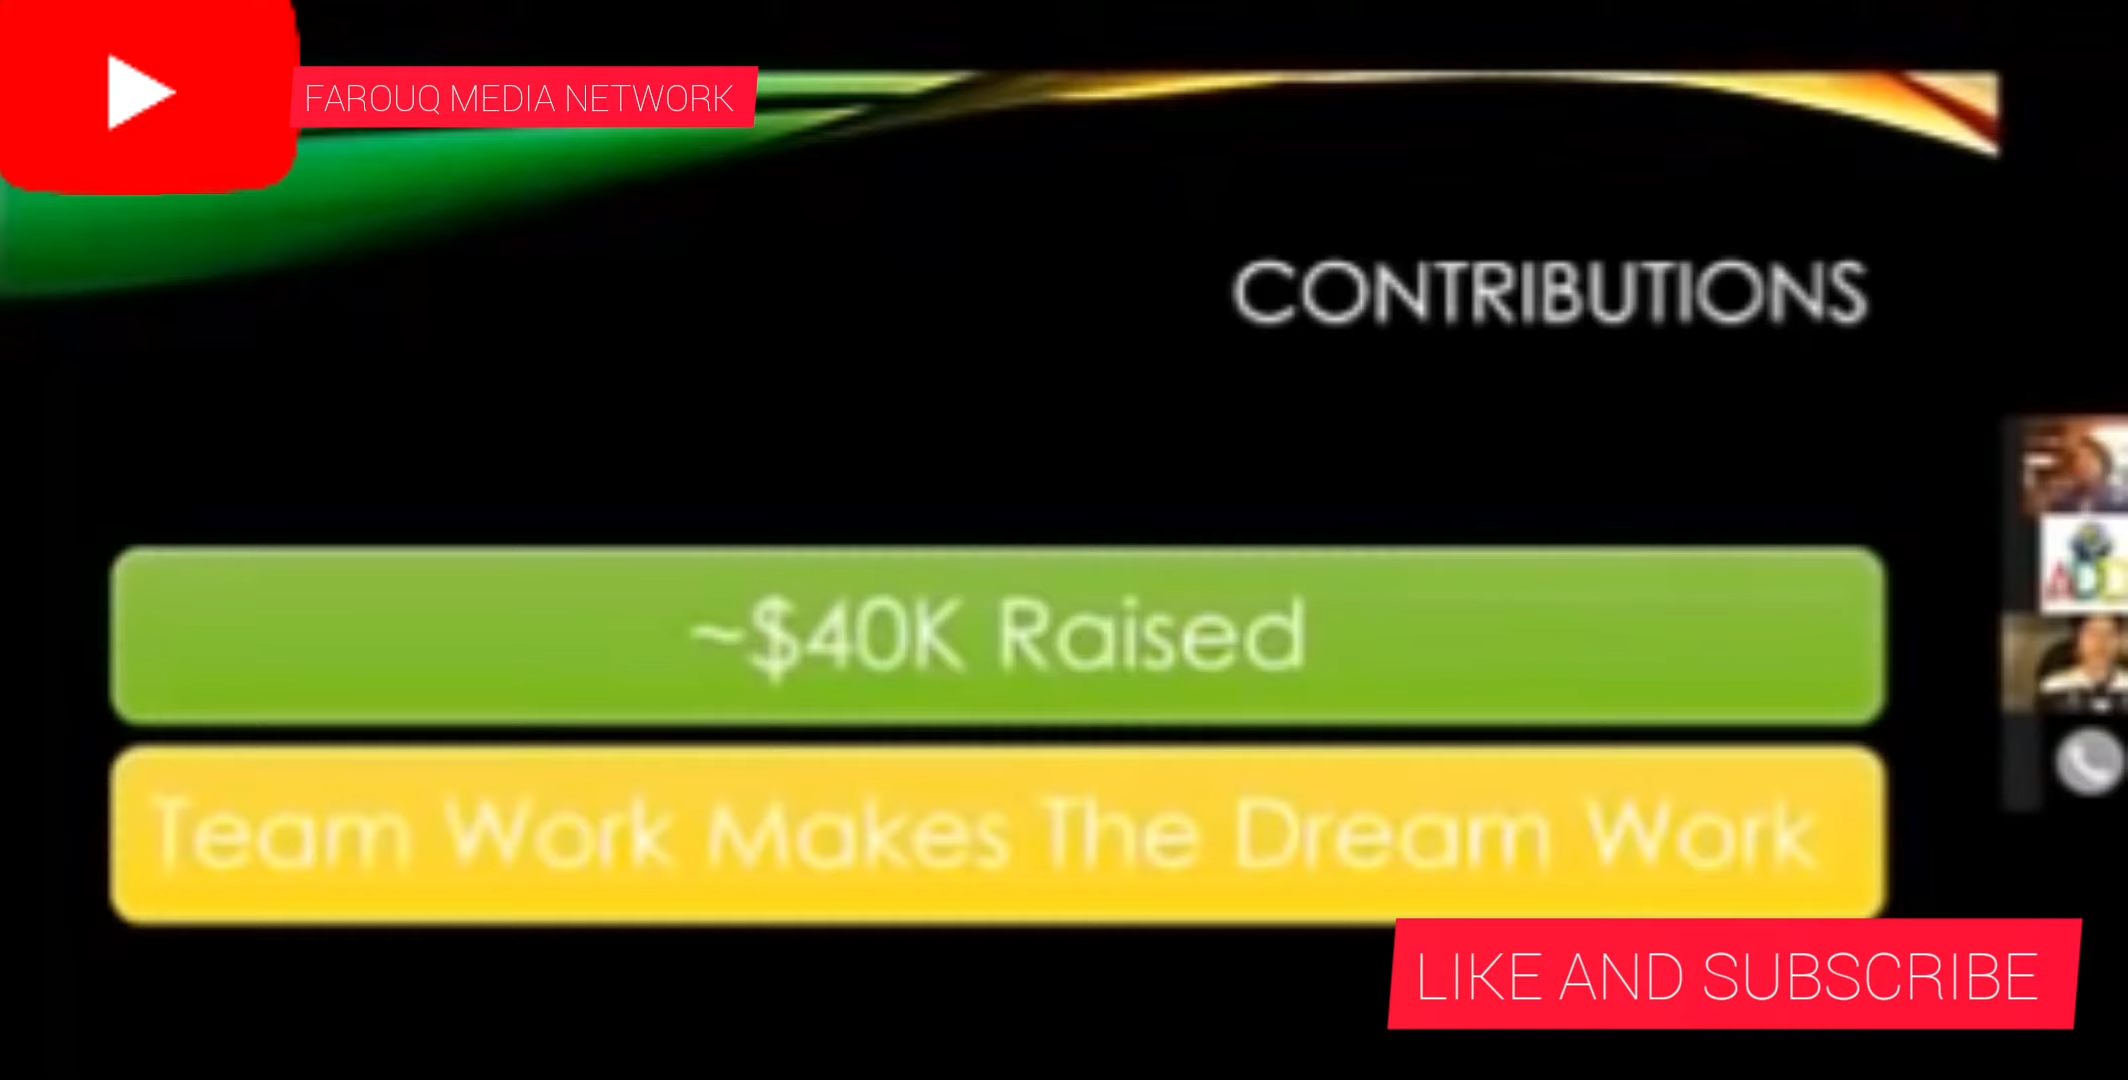 FAROUQ MEDIA NETWORK
CONTRIBUTIONS
~$40K Raised
Team Work Makes The Dream Work
LIKE AND SUBSCRIBE